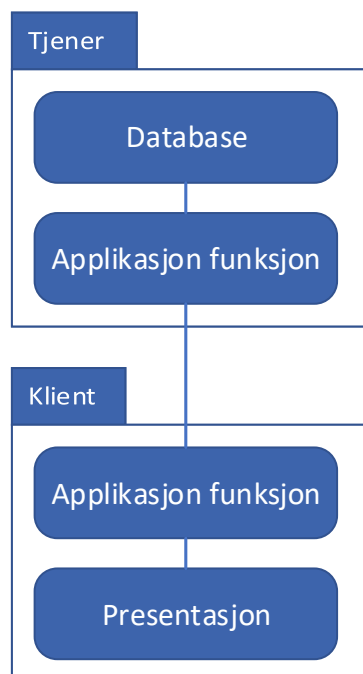 Tjener
Database
Applikasjon funksjon
Klient
Applikasjon funksjon
Presentasjon